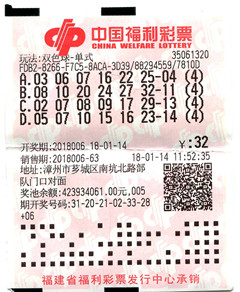 中国福利彩票
CHINA WELFARE LOTTERY
玩法:双色球-单式 35061320
FDB2-8266-F7C5-8ACA-3D39/88294559/7810D
A.03 06 07 16 22 25-04 (4)
B.08 10 20 24 27 32-13 (4)
C.02 07 08 09 17 29-13 (4)
D.05 07 10 15 16 23-14 (4)
开奖期:2018006 18-01-14 ¥:32
销售期:2018006-63 18-01-14 11:52:35
地址:漳州市芗城区南坑北路部
队门口对面
奖池余额:423934061.00元,005
期开奖号码:31-20-21-02-33-28
+06
福建省福利彩票发行中心承销